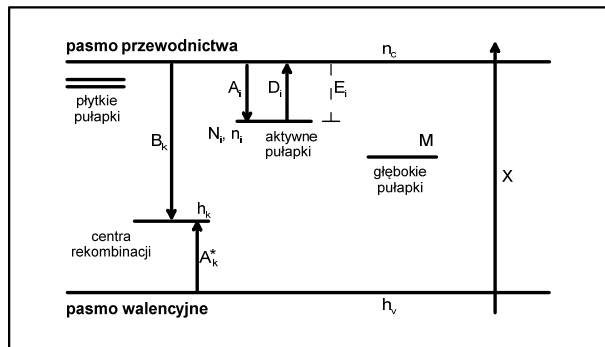 pasmo przewodnictwa
n_c
płytkie
pułapki
A_i
D_i
E_i
N_i, n_i
aktywne
pułapki
B_k
M
głębokie
pułapki
X
h_k
centra
rekombinacji
A*_k
pasmo walencyjne
h_v